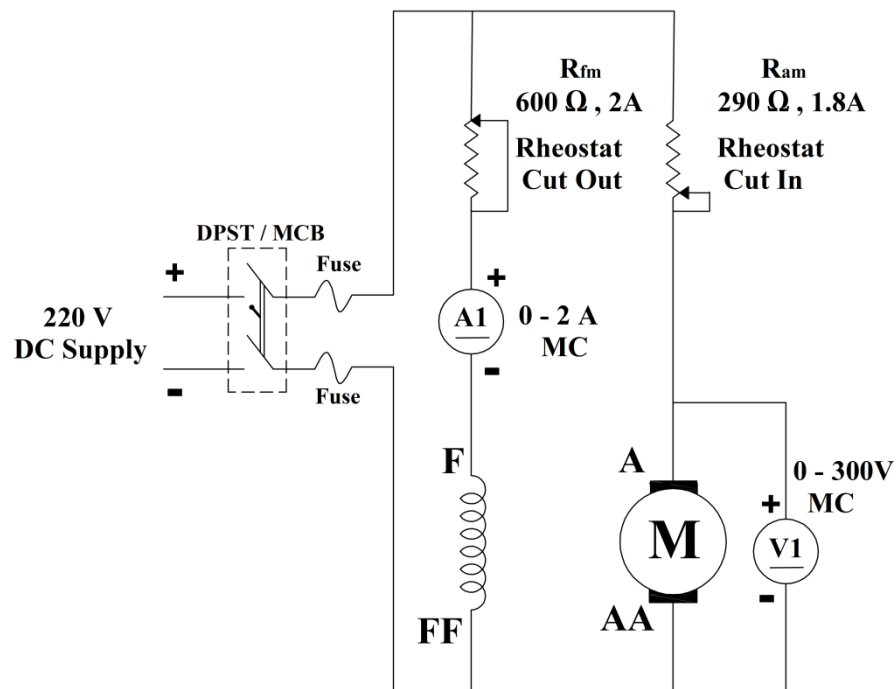 Rfm
600 Ω , 2A
Rheostat
Cut Out
Ram
290 Ω , 1.8A
Rheostat
Cut In
DPST / MCB
Fuse
+
220 V
DC Supply
-
Fuse
+
A1
-
0 - 2 A
MC
F
FF
A
M
AA
0 - 300V
MC
+
V1
-